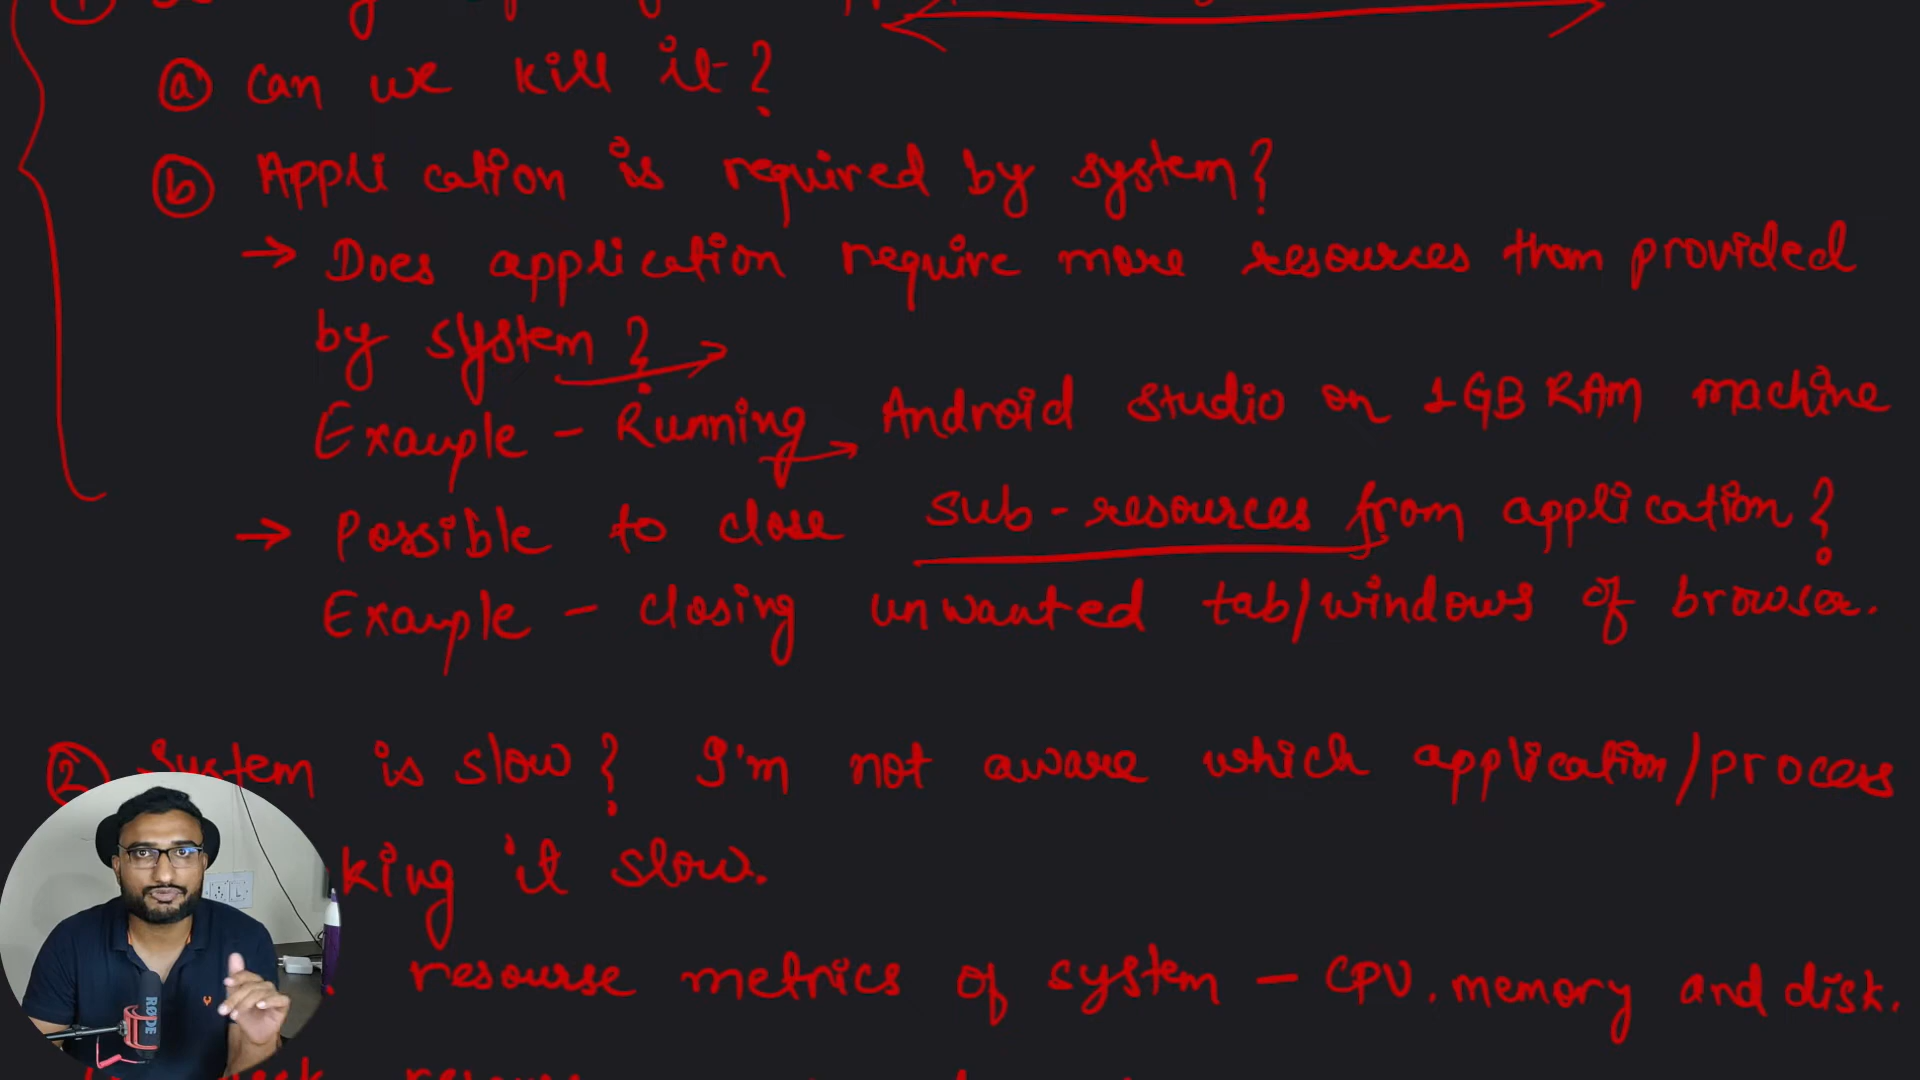 a can we kill it?
b Application is required by system?
→ Does application require more resources than provided
by system?
Example - Running Android studio on 1GB RAM machine
→ Possible to close sub-resources from application?
Example - closing unwanted tab/windows of browser.
2 System is slow? I'm not aware which application/process
king it slow.
resourse metrics of system - CPU, memory and disk.
RØDE